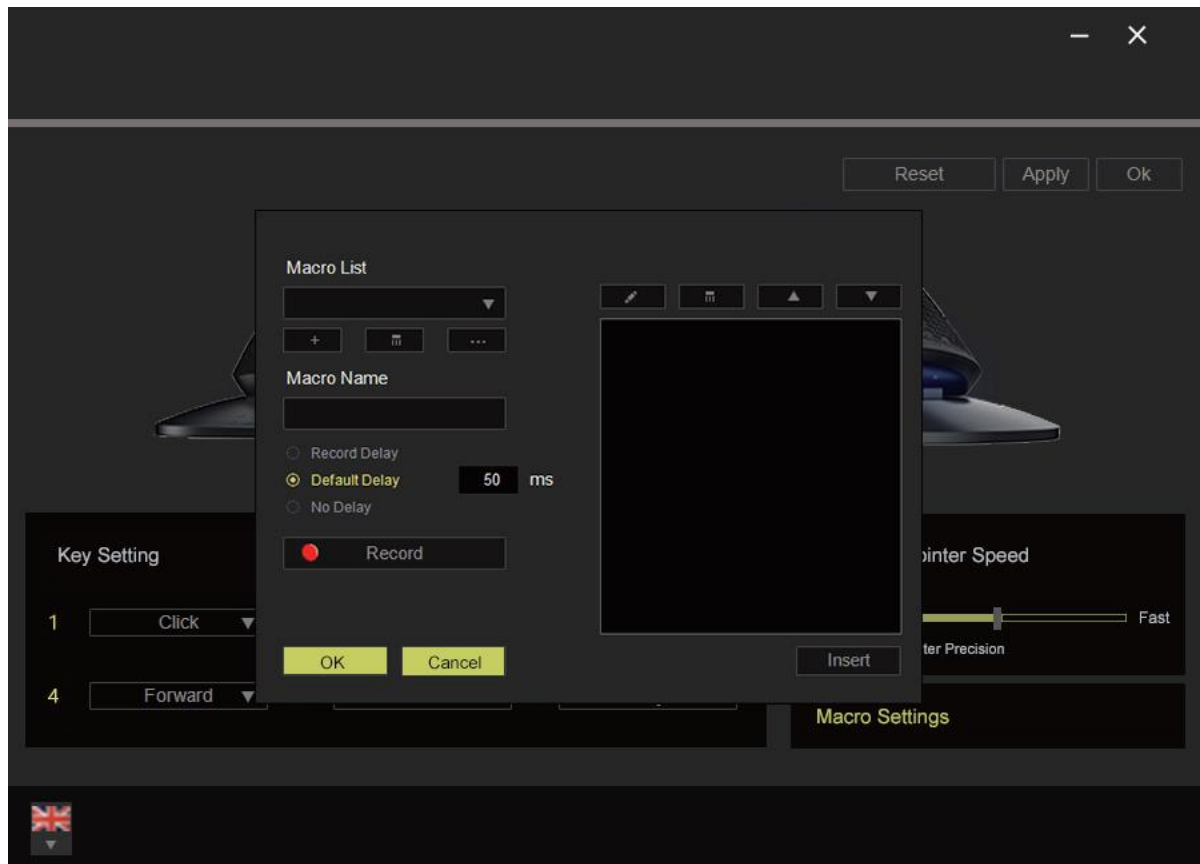 Reset
Apply
Ok
Macro List
+
...
Macro Name
Record Delay
Default Delay 50 ms
No Delay
Record
OK
Cancel
Insert
Key Setting
1 Click
4 Forward
inter Speed
Fast
ter Precision
Macro Settings